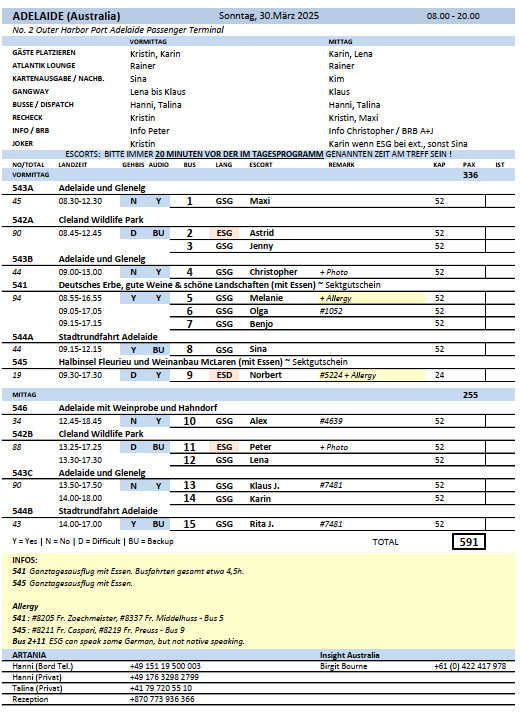 ADELAIDE (Australia) Sonntag, 30.März 2025 08.00 - 20.00
No. 2 Outer Harbor Port Adelaide Passenger Terminal
VORMITTAG MITTAG
GÄSTE PLATZIEREN Kristin, Karin Karin, Lena
ATLANTIK LOUNGE Rainer Rainer
KARTENAUSGABE / NACHB. Sina Kim
GANGWAY Lena bis Klaus Klaus
BUSSE / DISPATCH Hanni, Talina Hanni, Talina
RECHECK Kristin Kristin, Maxi
INFO / BRB Info Peter Info Christopher / BRB A+J
JOKER Kristin Karin wenn ESG bei ext., sonst Sina
ESCORTS: BITTE IMMER 20 MINUTEN VOR DER IM TAGESPROGRAMM GENANNTEN ZEIT AM TREFF SEIN !
NO/TOTAL LANDZEIT GEHBIS AUDIO BUS LANG ESCORT REMARK KAP PAX IST
VORMITTAG 336
543A Adelaide und Glenelg
45 08.30-12.30 N Y 1 GSG Maxi 52
542A Cleland Wildlife Park
90 08.45-12.45 D BU 2 ESG Astrid 52
3 GSG Jenny 52
543B Adelaide und Glenelg
44 09.00-13.00 N Y 4 GSG Christopher + Photo 52
541 Deutsches Erbe, gute Weine & schöne Landschaften (mit Essen) ~ Sektgutschein
94 08.55-16.55 Y Y 5 GSG Melanie + Allergy 52
09.05-17.05 6 GSG Olga #1052 52
09.15-17.15 7 GSG Benjo 52
544A Stadtrundfahrt Adelaide
44 09.15-12.15 Y BU 8 GSG Sina 52
545 Halbinsel Fleurieu und Weinanbau McLaren (mit Essen) ~ Sektgutschein
19 09.30-17.30 D Y 9 ESD Norbert #5224 + Allergy 24
MITTAG 255
546 Adelaide mit Weinprobe und Hahndorf
34 12.45-18.45 N Y 10 GSG Alex #4639 52
542B Cleland Wildlife Park
88 13.25-17.25 D BU 11 ESG Peter + Photo 52
13.30-17.30 12 GSG Lena 52
543C Adelaide und Glenelg
90 13.50-17.50 N Y 13 GSG Klaus J. #7481 52
14.00-18.00 14 GSG Karin 52
544B Stadtrundfahrt Adelaide
43 14.00-17.00 Y BU 15 GSG Rita J. #7481 52
Y = Yes | N = No | D = Difficult | BU = Backup TOTAL 591
INFOS:
541 Ganztagesausflug mit Essen. Busfahrten gesamt etwa 4,5h.
545 Ganztagesausflug mit Essen.
Allergy
541 : #8205 Fr. Zoechmeister, #8337 Fr. Middelhuss - Bus 5
545 : #8211 Fr. Caspari, #8219 Fr. Preuss - Bus 9
Bus 2+11 ESG can speak some German, but not native speaking.
ARTANIA Insight Australia
Hanni (Bord Tel.) +49 151 19 500 003 Birgit Bourne +61 (0) 422 417 978
Hanni (Privat) +49 176 3298 2799
Talina (Privat) +41 79 720 55 10
Rezeption +870 773 936 366